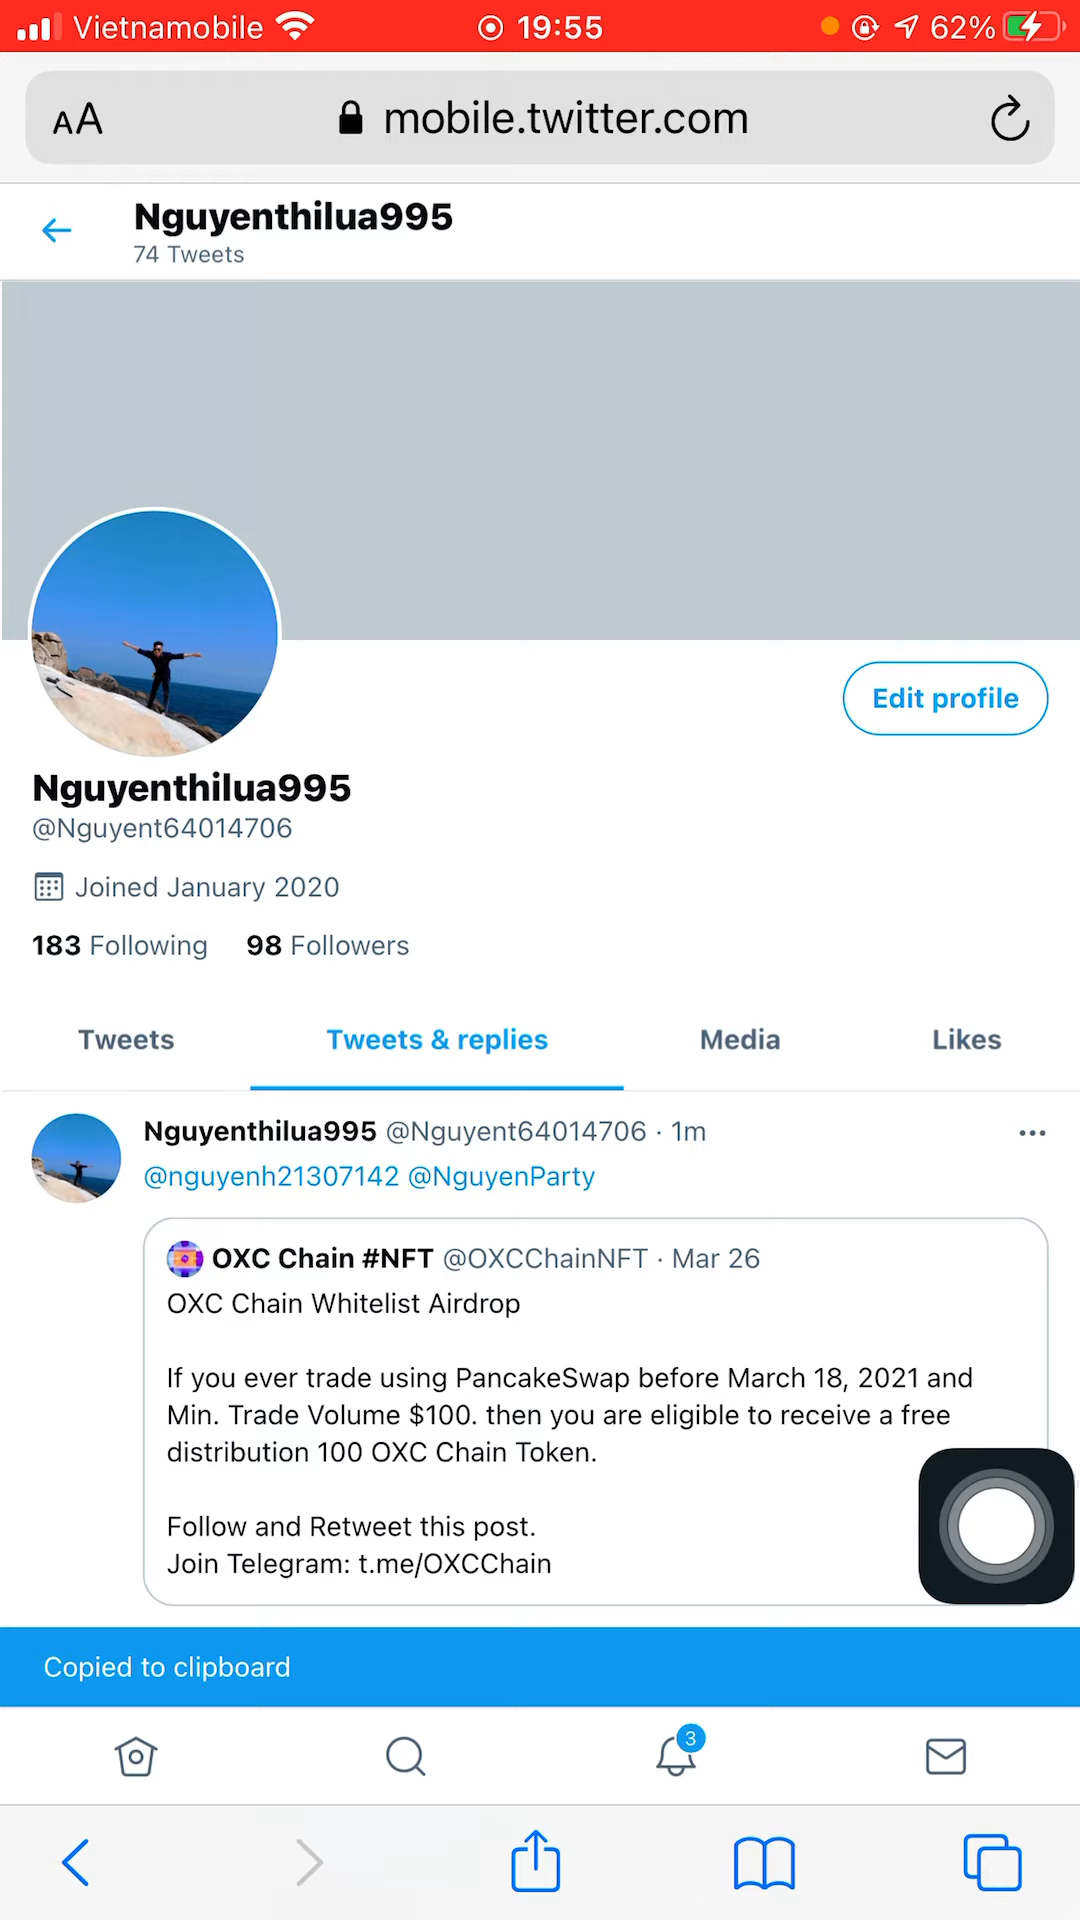 Vietnamobile 19:55 62%
AA mobile.twitter.com
Nguyenthilua995
74 Tweets
Edit profile
Nguyenthilua995
@Nguyent64014706
Joined January 2020
183 Following 98 Followers
Tweets Tweets & replies Media Likes
Nguyenthilua995 @Nguyent64014706 · 1m
@nguyenh21307142 @NguyenParty
OXC Chain #NFT @OXCChainNFT · Mar 26
OXC Chain Whitelist Airdrop
If you ever trade using PancakeSwap before March 18, 2021 and
Min. Trade Volume $100. then you are eligible to receive a free
distribution 100 OXC Chain Token.
Follow and Retweet this post.
Join Telegram: t.me/OXCChain
Copied to clipboard
3